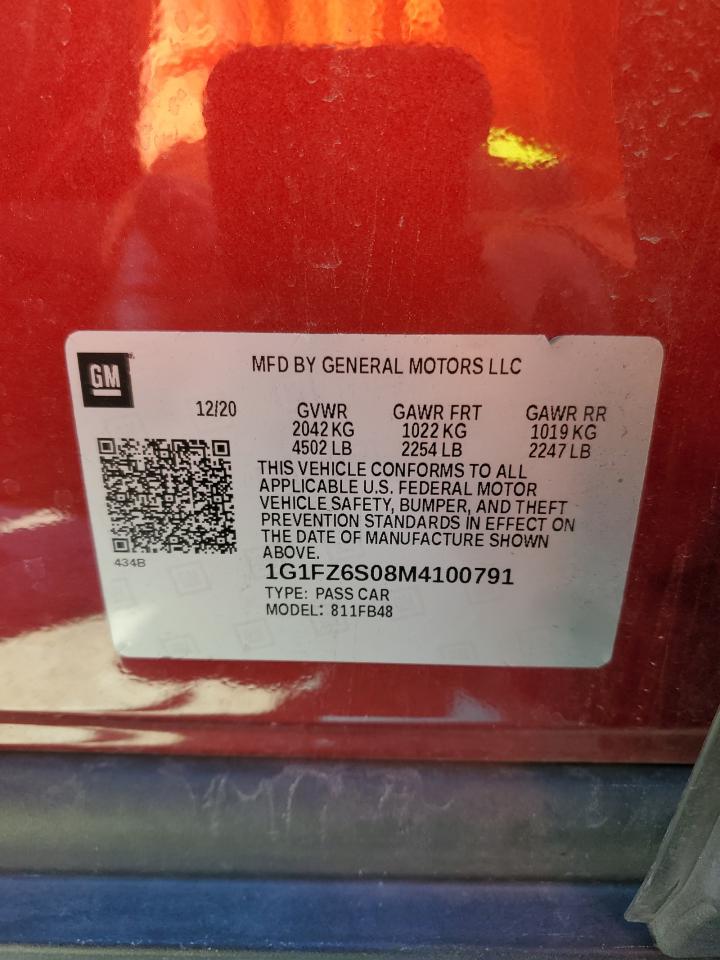 GM
MFD BY GENERAL MOTORS LLC
12/20 GVWR GAWR FRT GAWR RR
2042 KG 1022 KG 1019 KG
4502 LB 2254 LB 2247 LB
THIS VEHICLE CONFORMS TO ALL
APPLICABLE U.S. FEDERAL MOTOR
VEHICLE SAFETY, BUMPER, AND THEFT
PREVENTION STANDARDS IN EFFECT ON
THE DATE OF MANUFACTURE SHOWN
ABOVE.
434B
1G1FZ6S08M4100791
TYPE: PASS CAR
MODEL: 811FB48